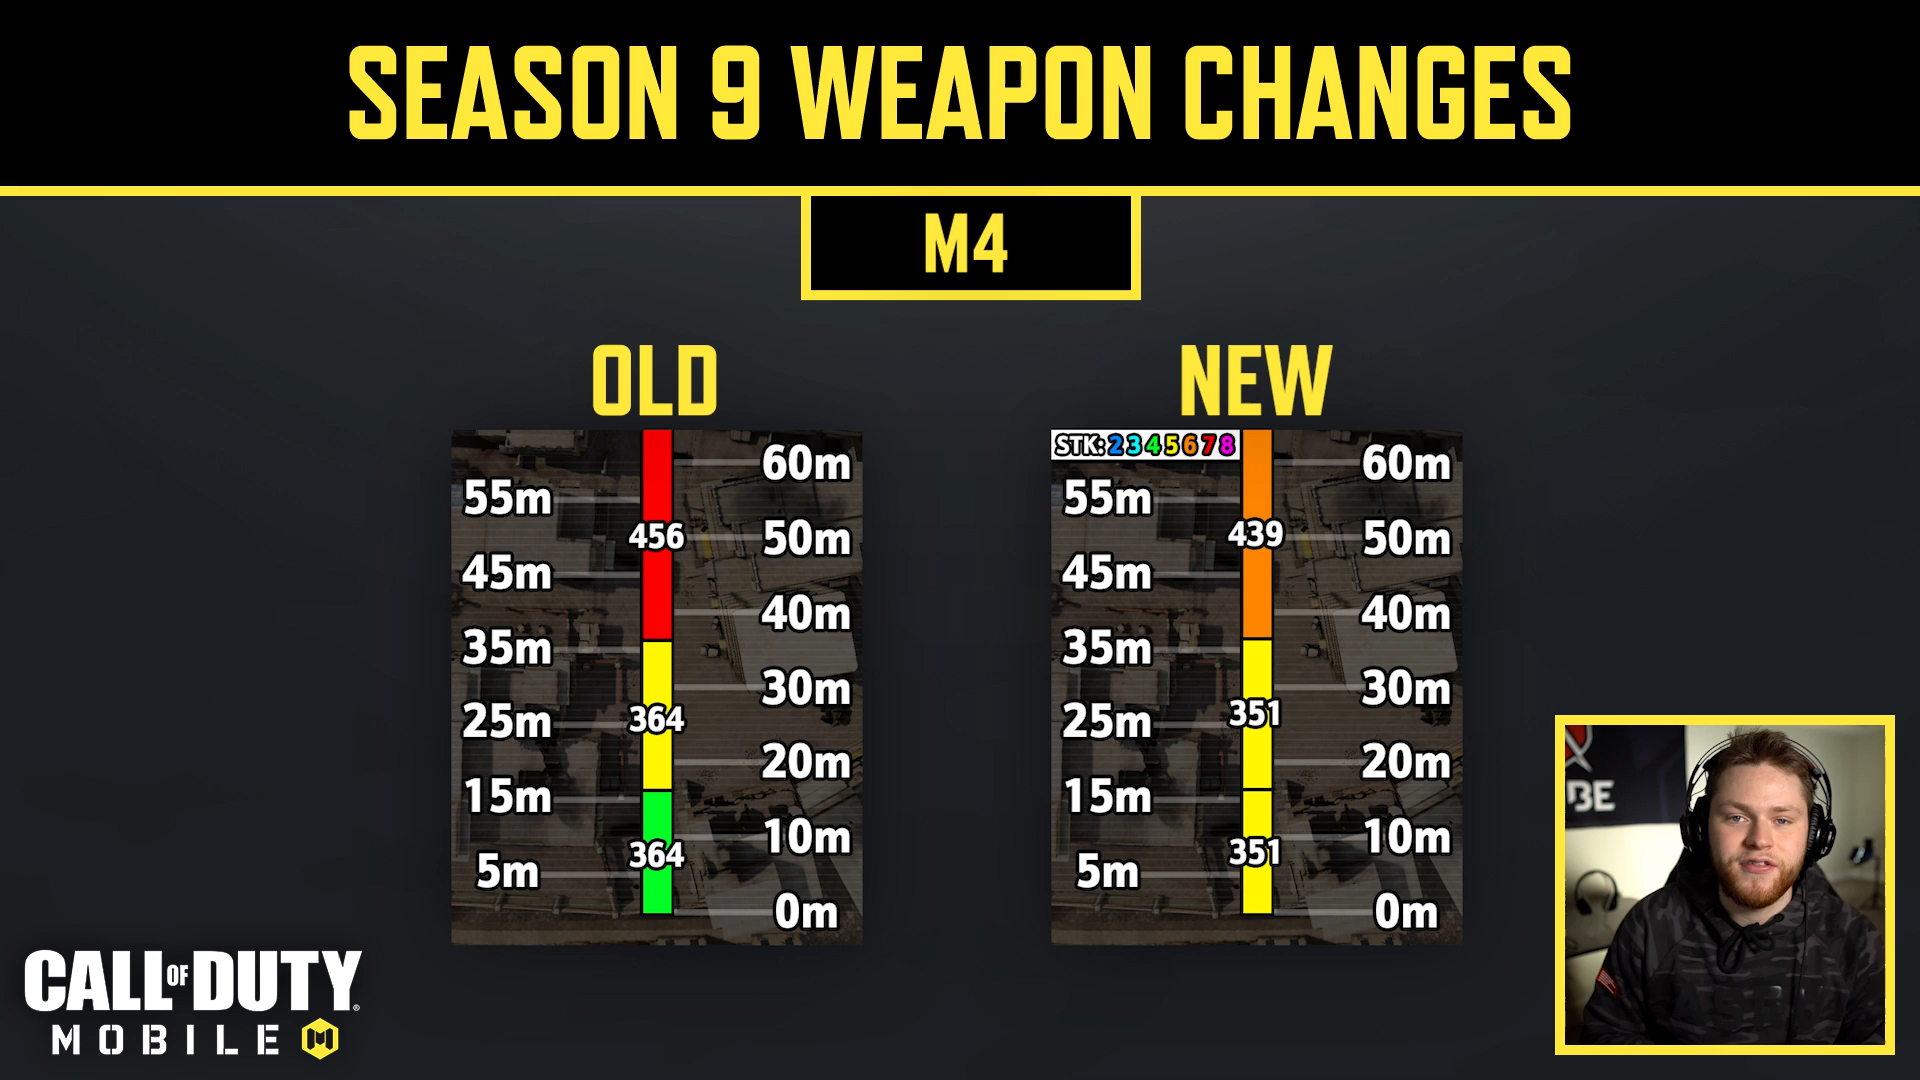 SEASON 9 WEAPON CHANGES
M4
OLD
NEW
60m
55m
456
50m
45m
40m
35m
30m
364
25m
20m
15m
10m
364
5m
0m
STK:2345678
60m
55m
439
50m
45m
40m
35m
30m
351
25m
20m
15m
10m
351
5m
0m
BE
CALL OF DUTY
MOBILE